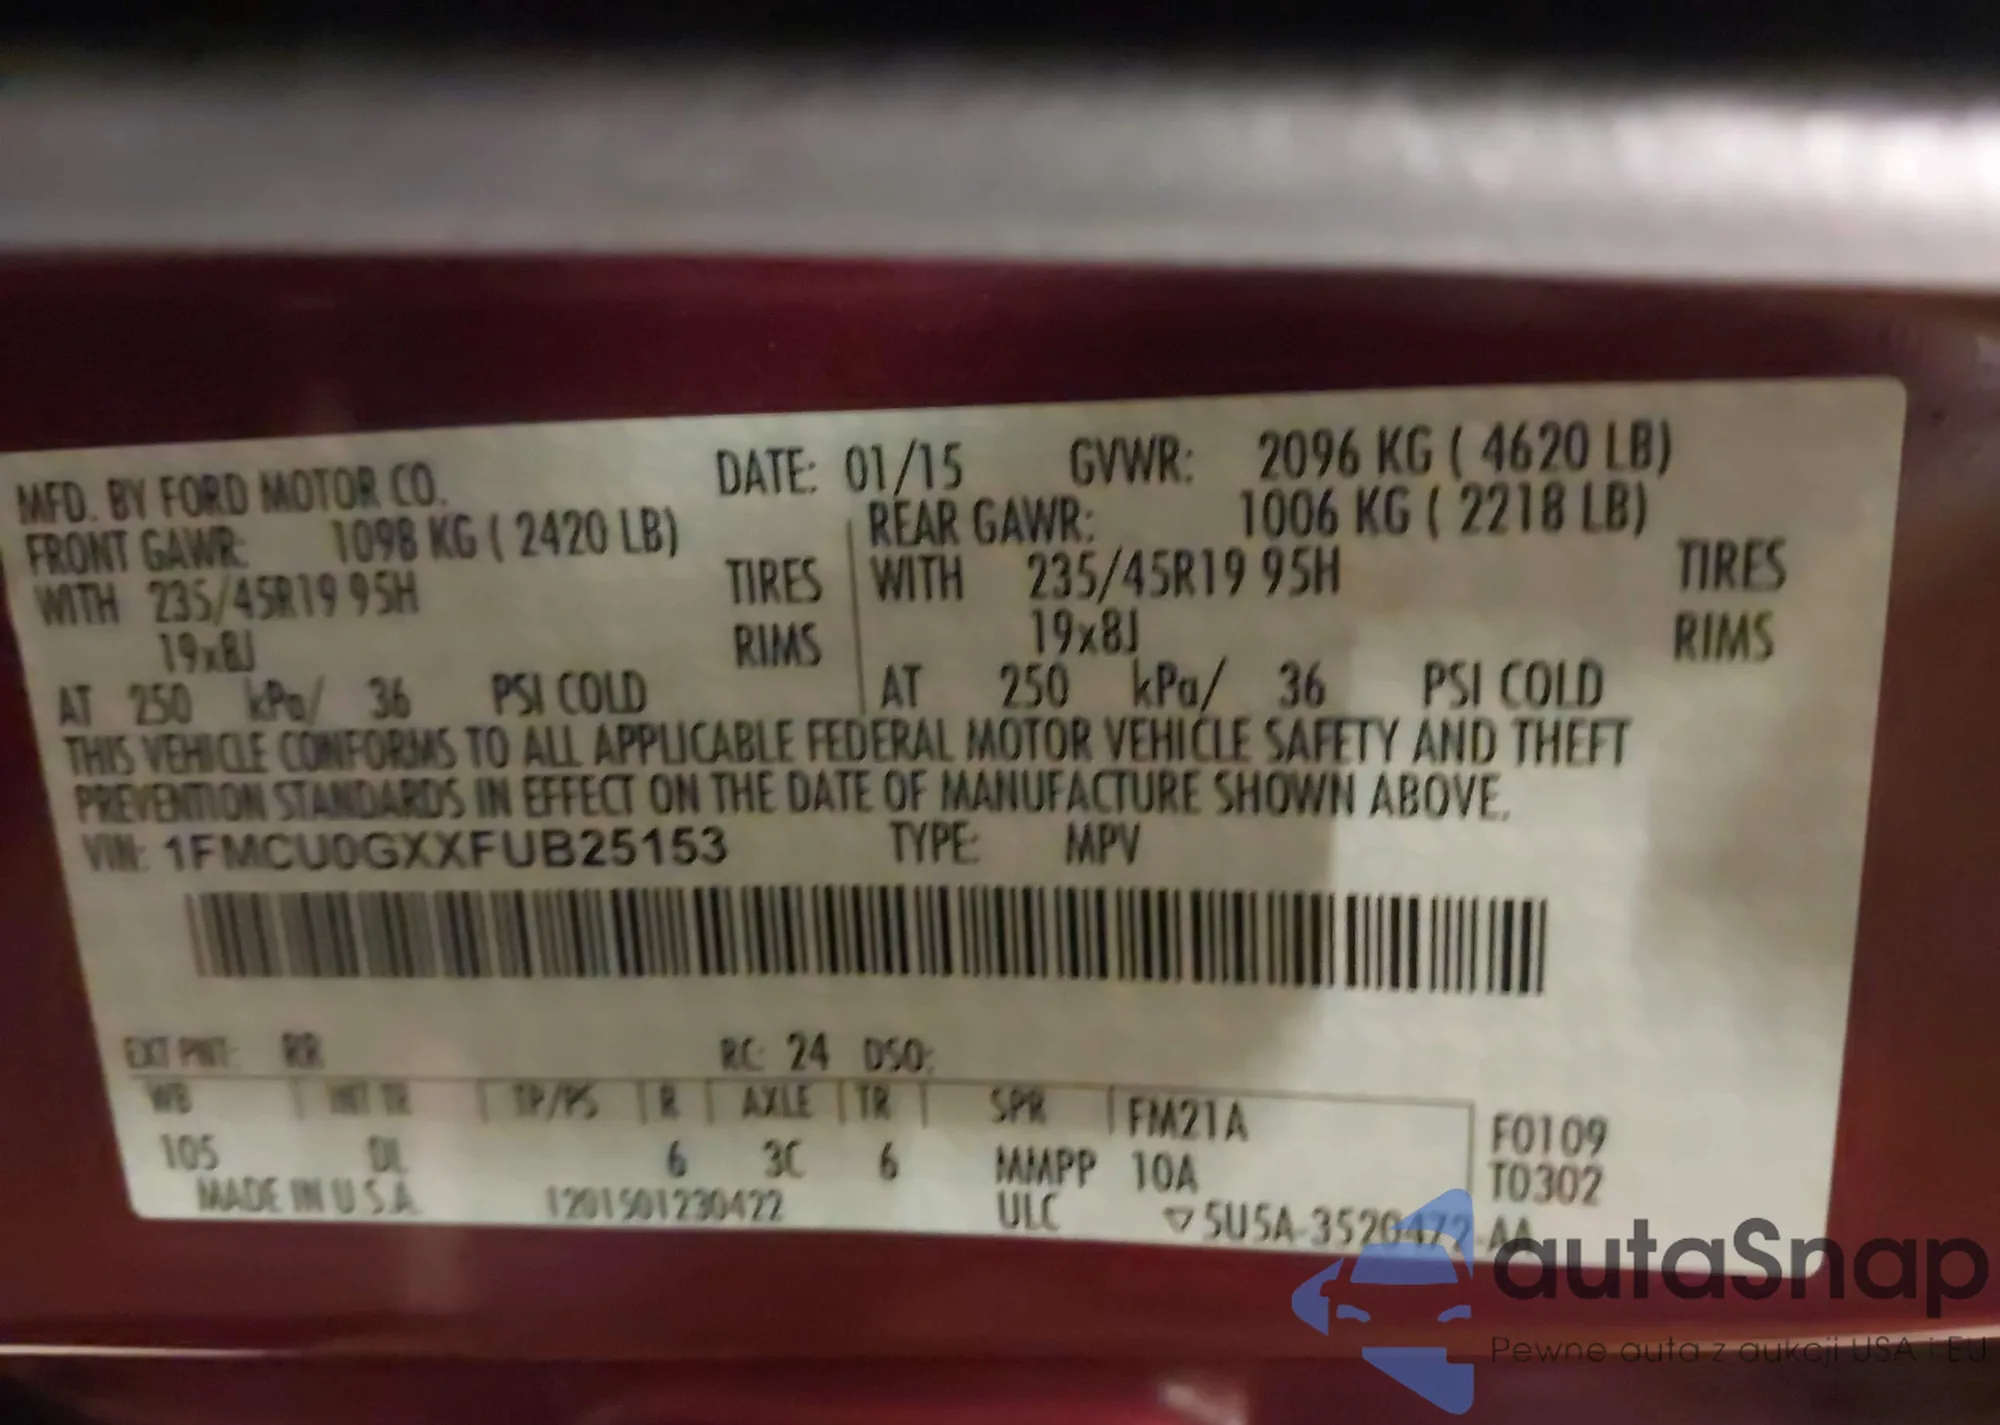 MFD. BY FORD MOTOR CO. DATE: 01/15 GVWR: 2096 KG ( 4620 LB)
FRONT GAWR: 1098 KG ( 2420 LB) REAR GAWR: 1006 KG ( 2218 LB)
WITH 235/45R19 95H TIRES WITH 235/45R19 95H TIRES
19x8J RIMS 19x8J RIMS
AT 250 kPa/ 36 PSI COLD AT 250 kPa/ 36 PSI COLD
THIS VEHICLE CONFORMS TO ALL APPLICABLE FEDERAL MOTOR VEHICLE SAFETY AND THEFT
PREVENTION STANDARDS IN EFFECT ON THE DATE OF MANUFACTURE SHOWN ABOVE.
VIN: 1FMCU0GXXFUB25153 TYPE: MPV
EXT PNT: RR RC: 24 DSO:
WB INT TR TP/PS R AXLE TR SPR FM21A F0109
105 DL 6 3C 6 MMPP 10A T0302
MADE IN U.S.A. 1201501230422 ULC ▽5U5A-3520472-AA
autaSnap
Pewne auta z aukcji USA i EU